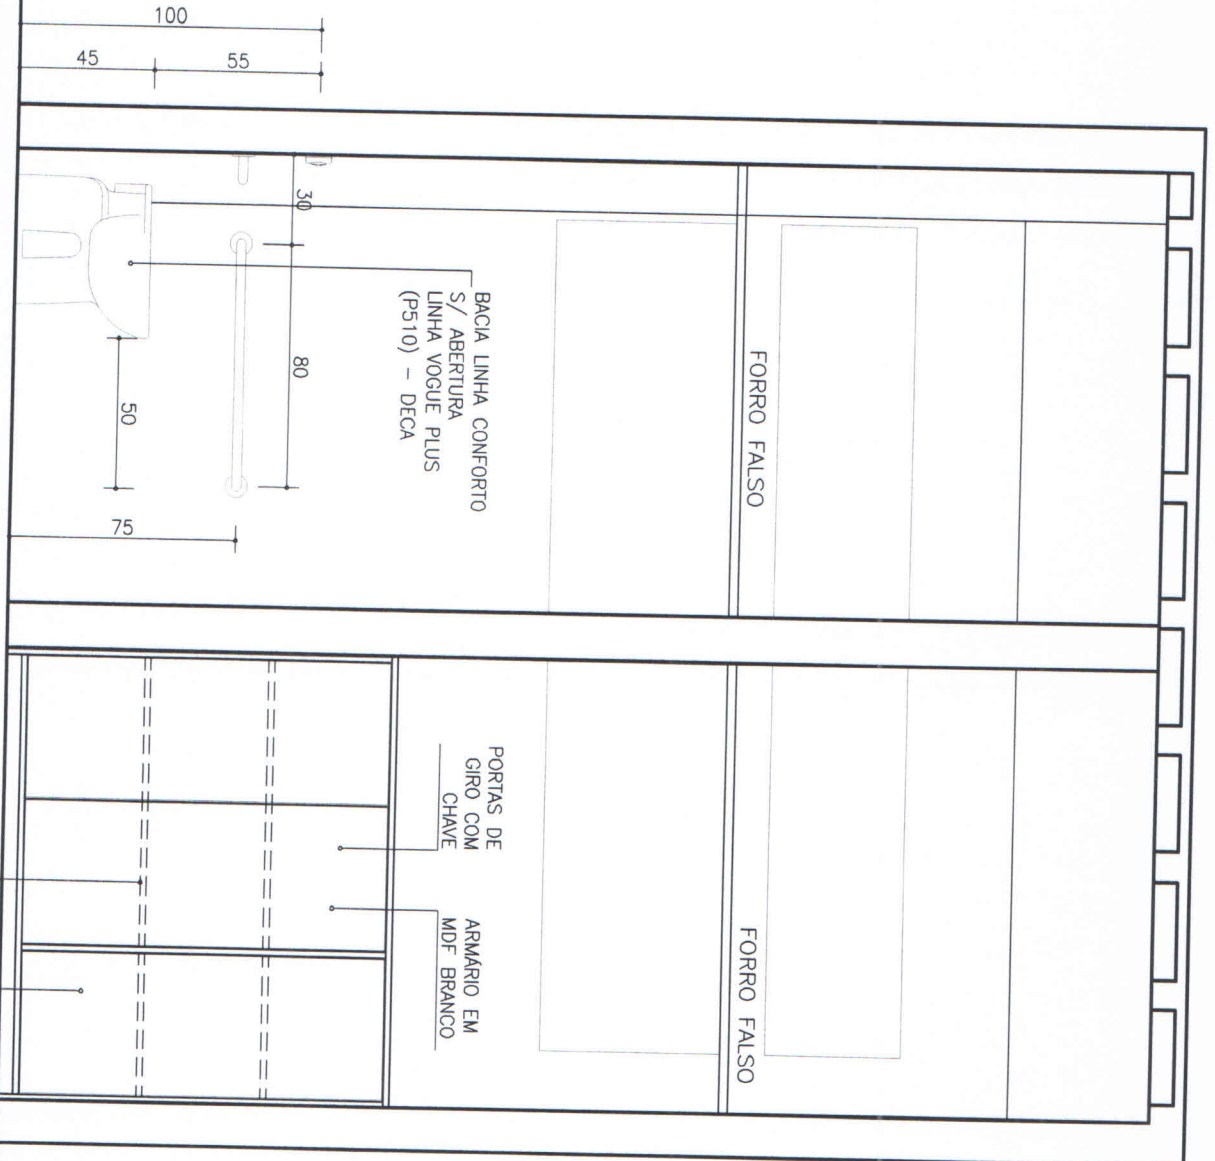 100
45
55
30
80
50
75
BACIA LINHA CONFORTO
S/ ABERTURA
LINHA VOGUE PLUS
(P510) - DECA
FORRO FALSO
PORTAS DE
GIRO COM
CHAVE
ARMÁRIO EM
MDF BRANCO
FORRO FALSO